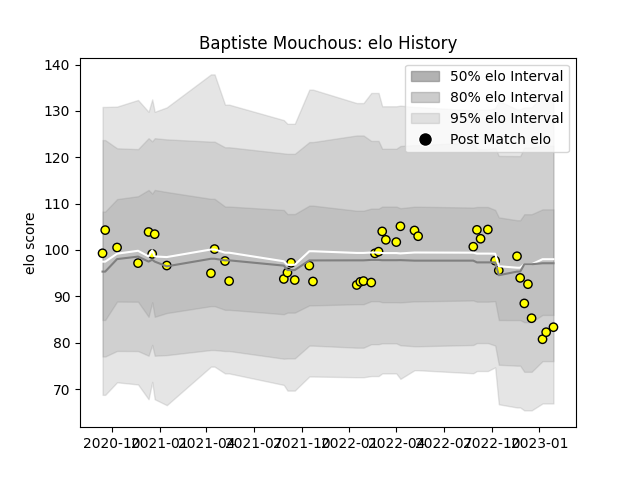 Baptiste Mouchous: elo History
50% elo Interval
80% elo Interval
95% elo Interval
Post Match elo
elo score
140
130
120
110
100
90
80
70
2020-10 2021-01 2021-04 2021-07 2021-10 2022-01 2022-04 2022-07 2022-10 2023-01